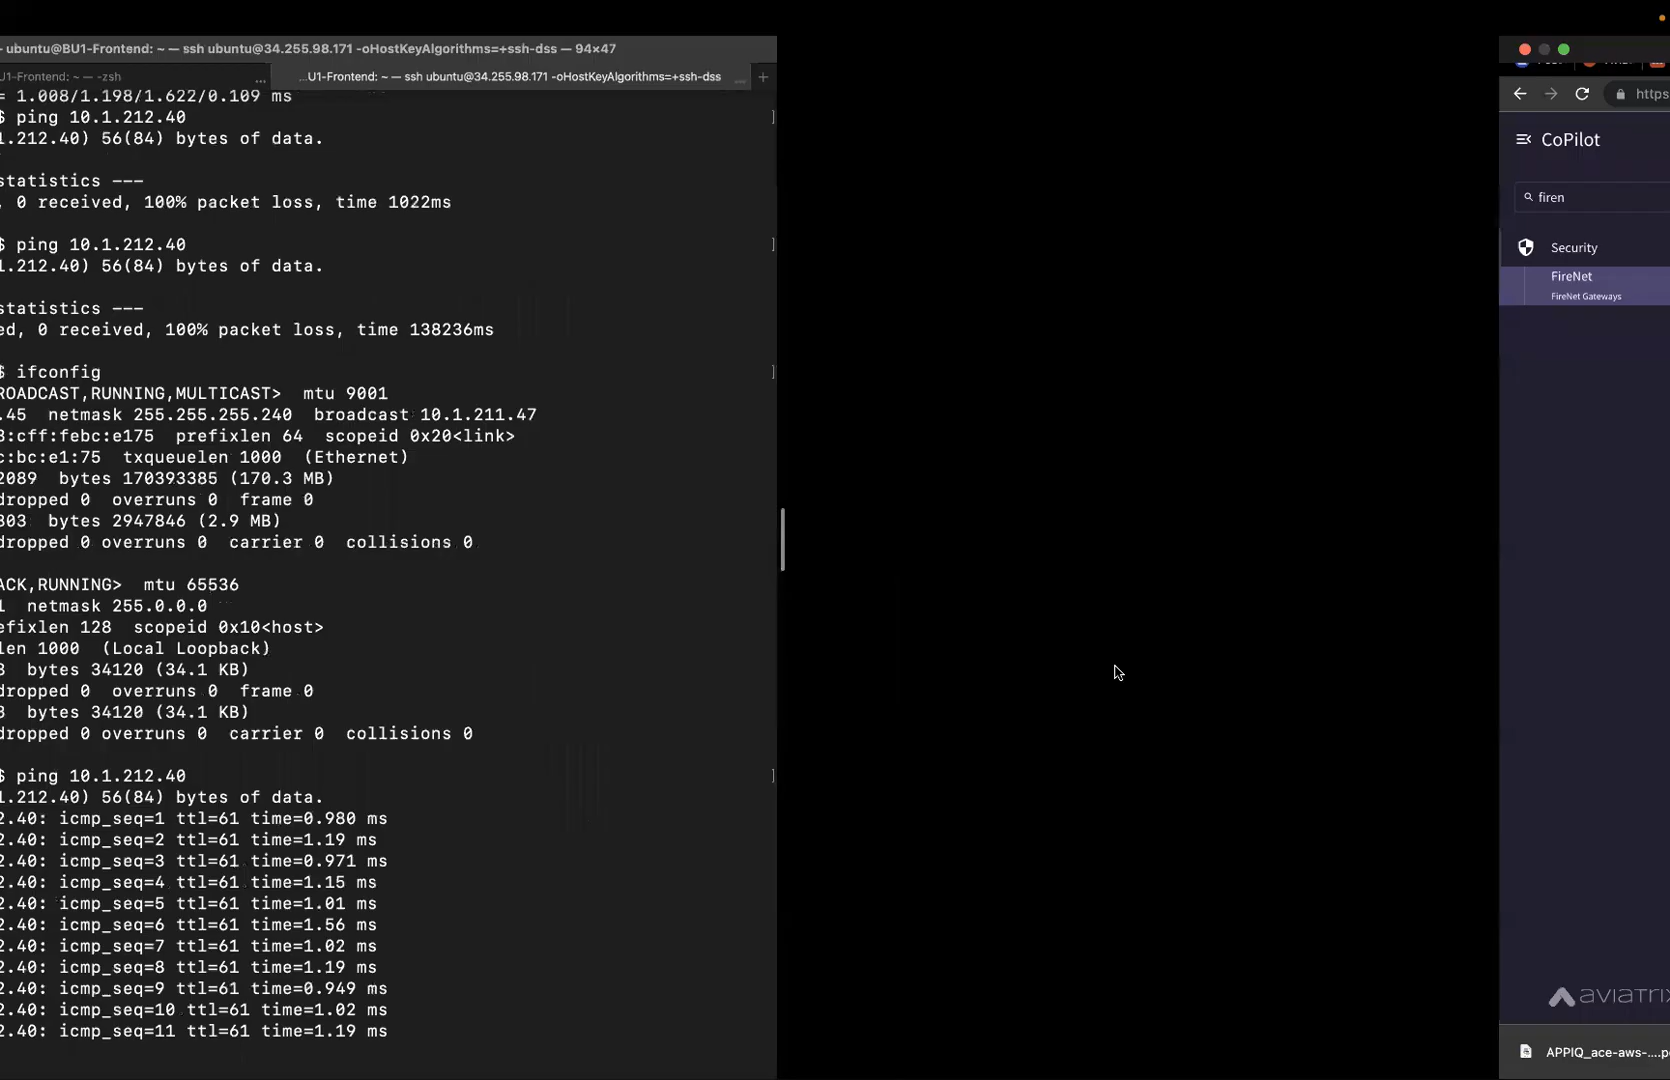 - ubuntu@BU1-Frontend: ~ — ssh ubuntu@34.255.98.171 -oHostKeyAlgorithms=+ssh-dss — 94×47
U1-Frontend: ~ — -zsh
...U1-Frontend: ~ — ssh ubuntu@34.255.98.171 -oHostKeyAlgorithms=+ssh-dss
= 1.008/1.198/1.622/0.109 ms
$ ping 10.1.212.40
1.212.40) 56(84) bytes of data.
statistics ---
, 0 received, 100% packet loss, time 1022ms
$ ping 10.1.212.40
1.212.40) 56(84) bytes of data.
statistics ---
ed, 0 received, 100% packet loss, time 138236ms
$ ifconfig
ROADCAST,RUNNING,MULTICAST>  mtu 9001
.45  netmask 255.255.255.240  broadcast 10.1.211.47
8:cff:febc:e175  prefixlen 64  scopeid 0x20<link>
c:bc:e1:75  txqueuelen 1000  (Ethernet)
2089  bytes 170393385 (170.3 MB)
dropped 0  overruns 0  frame 0
803  bytes 2947846 (2.9 MB)
dropped 0 overruns 0  carrier 0  collisions 0
ACK,RUNNING>  mtu 65536
1  netmask 255.0.0.0
efixlen 128  scopeid 0x10<host>
len 1000  (Local Loopback)
3  bytes 34120 (34.1 KB)
dropped 0  overruns 0  frame 0
3  bytes 34120 (34.1 KB)
dropped 0 overruns 0  carrier 0  collisions 0
$ ping 10.1.212.40
1.212.40) 56(84) bytes of data.
2.40: icmp_seq=1 ttl=61 time=0.980 ms
2.40: icmp_seq=2 ttl=61 time=1.19 ms
2.40: icmp_seq=3 ttl=61 time=0.971 ms
2.40: icmp_seq=4 ttl=61 time=1.15 ms
2.40: icmp_seq=5 ttl=61 time=1.01 ms
2.40: icmp_seq=6 ttl=61 time=1.56 ms
2.40: icmp_seq=7 ttl=61 time=1.02 ms
2.40: icmp_seq=8 ttl=61 time=1.19 ms
2.40: icmp_seq=9 ttl=61 time=0.949 ms
2.40: icmp_seq=10 ttl=61 time=1.02 ms
2.40: icmp_seq=11 ttl=61 time=1.19 ms
https
CoPilot
firen
Security
FireNet
FireNet Gateways
aviatrix
APPIQ_ace-aws-....p